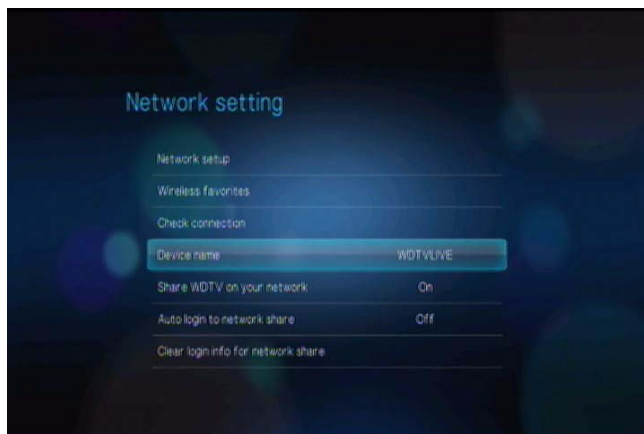 Network setting
Network setup
Wireless favorites
Check connection
Device name WDTVLIVE
Share WDTV on your network On
Auto login to network share Off
Clear login info for network share